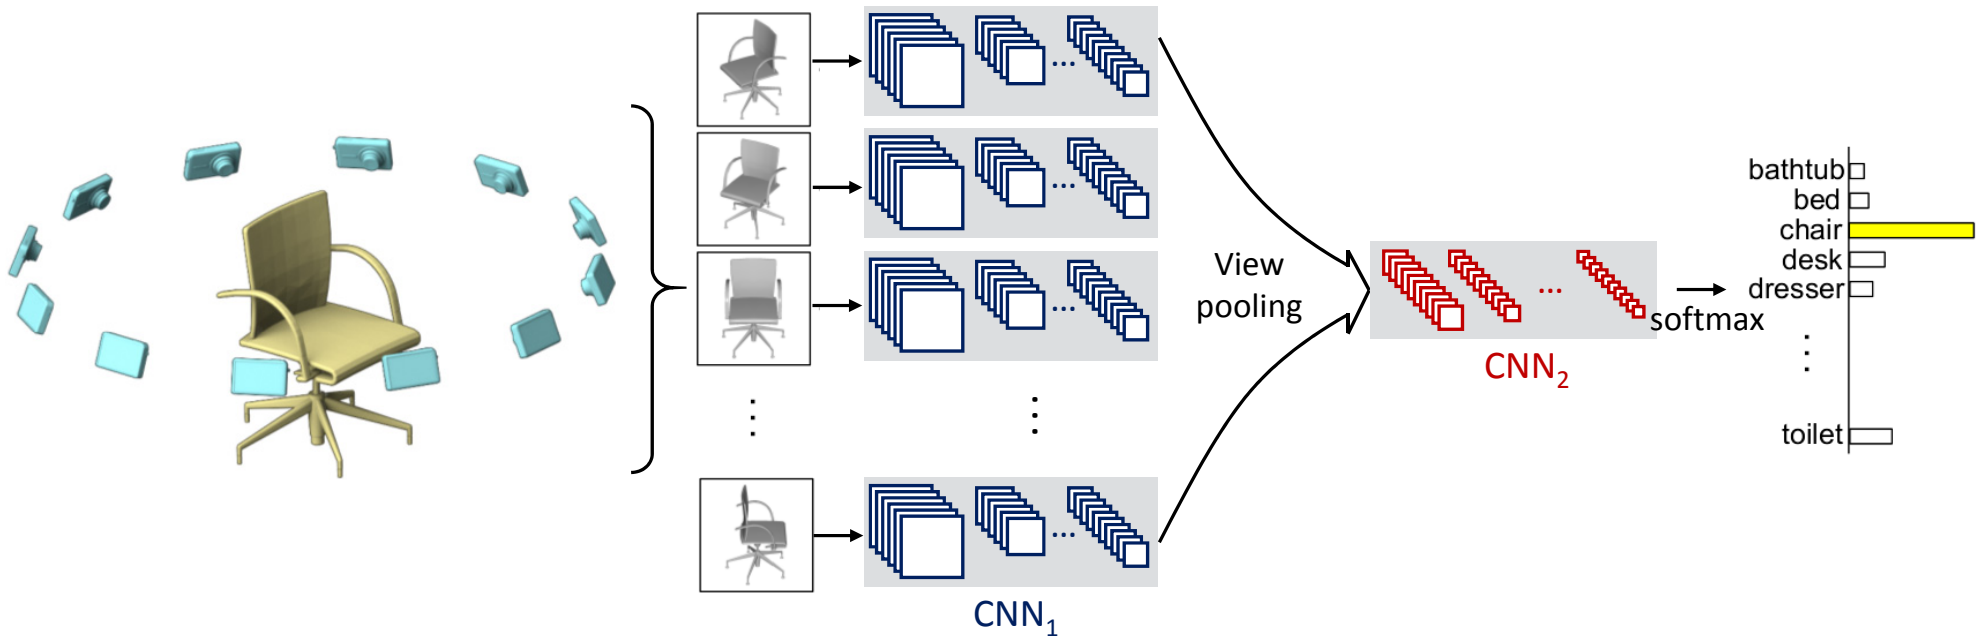 View
pooling
CNN₁
CNN₂
softmax
bathtub
bed
chair
desk
dresser
toilet